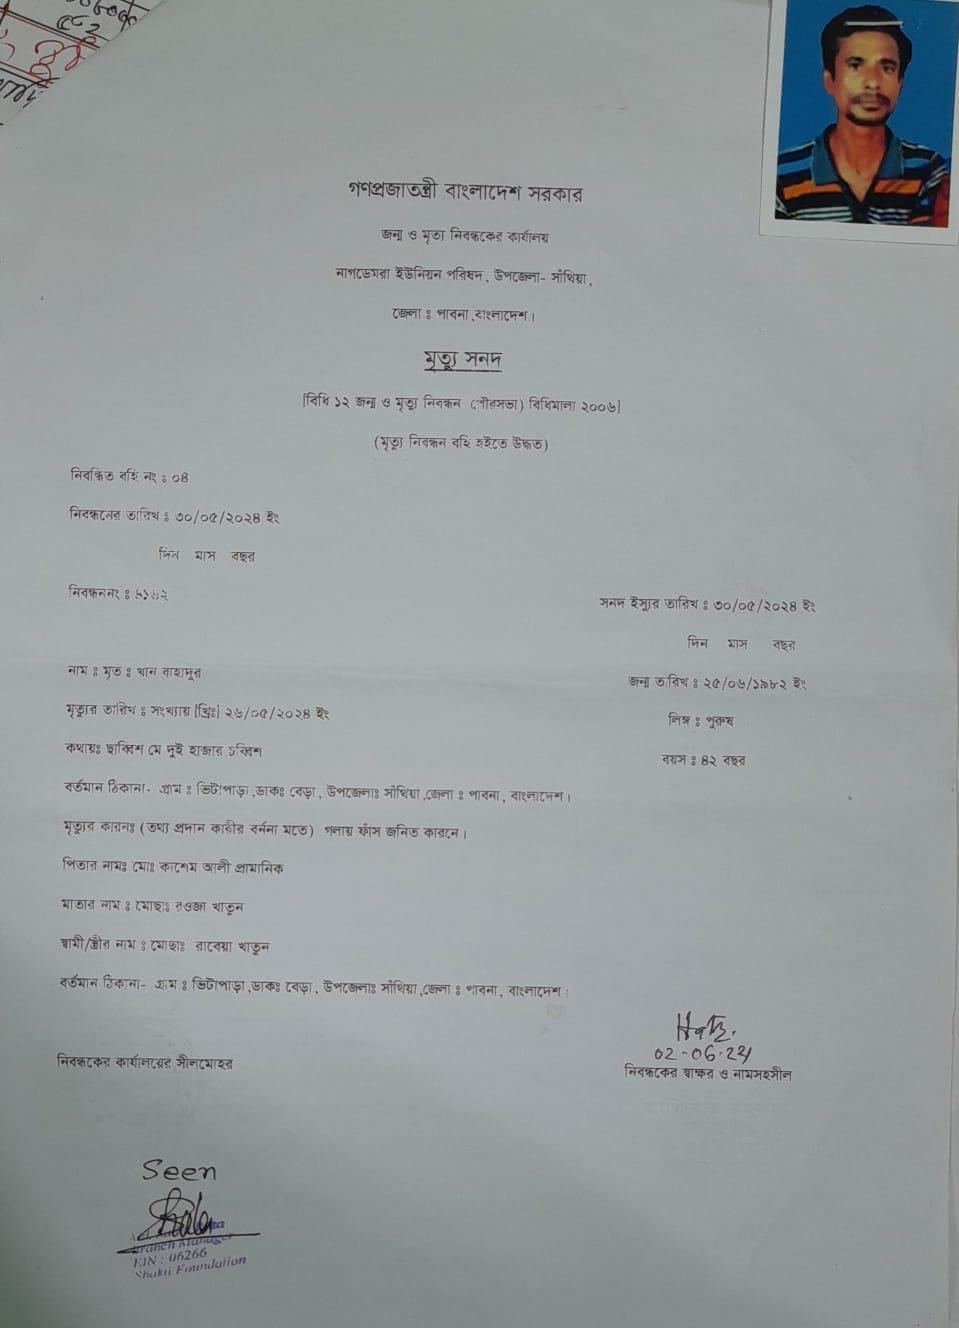 গণপ্রজাতন্ত্রী বাংলাদেশ সরকার
জন্ম ও মৃত্যু নিবন্ধকের কার্যালয়
নাগডেমরা ইউনিয়ন পরিষদ, উপজেলা- সাঁথিয়া,
জেলা ঃ পাবনা,বাংলাদেশ।
মৃত্যু সনদ
[বিধি ১২ জন্ম ও মৃত্যু নিবন্ধন (পৌরসভা) বিধিমালা ২০০৬]
(মৃত্যু নিবন্ধন বহি হইতে উদ্ধৃত)
নিবন্ধিত বহি নং ঃ ০৪
নিবন্ধনের তারিখ ঃ ৩০/০৫/২০২৪ ইং
দিন মাস বছর
নিবন্ধননং ঃ
সনদ ইস্যুর তারিখ ঃ ৩০/০৫/২০২৪ ইং
দিন মাস বছর
নাম ঃ মৃত ঃ খান বাহাদুর
জন্ম তারিখ ঃ ২৫/০৬/১৯৮২ ইং
মৃত্যুর তারিখ ঃ সংখ্যায় [খ্রিঃ] ২৬/০৫/২০২৪ ইং
লিঙ্গ ঃ পুরুষ
কথায়ঃ ছাব্বিশ মে দুই হাজার চব্বিশ
বয়স ঃ ৪২ বছর
বর্তমান ঠিকানা- গ্রাম ঃ ভিটাপাড়া,ডাকঃ বেড়া, উপজেলাঃ সাঁথিয়া,জেলা ঃ পাবনা, বাংলাদেশ।
মৃত্যুর কারনঃ (তথ্য প্রদান কারীর বর্ননা মতে) গলায় ফাঁস জনিত কারনে।
পিতার নামঃ মোঃ কাশেম আলী প্রামানিক
মাতার নাম ঃ মোছাঃ রওজা খাতুন
স্বামী/স্ত্রীর নাম ঃ মোছাঃ রাবেয়া খাতুন
বর্তমান ঠিকানা- গ্রাম ঃ ভিটাপাড়া,ডাকঃ বেড়া, উপজেলাঃ সাঁথিয়া,জেলা ঃ পাবনা, বাংলাদেশ।
02-06-24
নিবন্ধকের কার্যালয়ের সীলমোহর
নিবন্ধকের স্বাক্ষর ও নামসহসীল
Seen
Branch Manager
PIN : 06266
Shakti Foundation